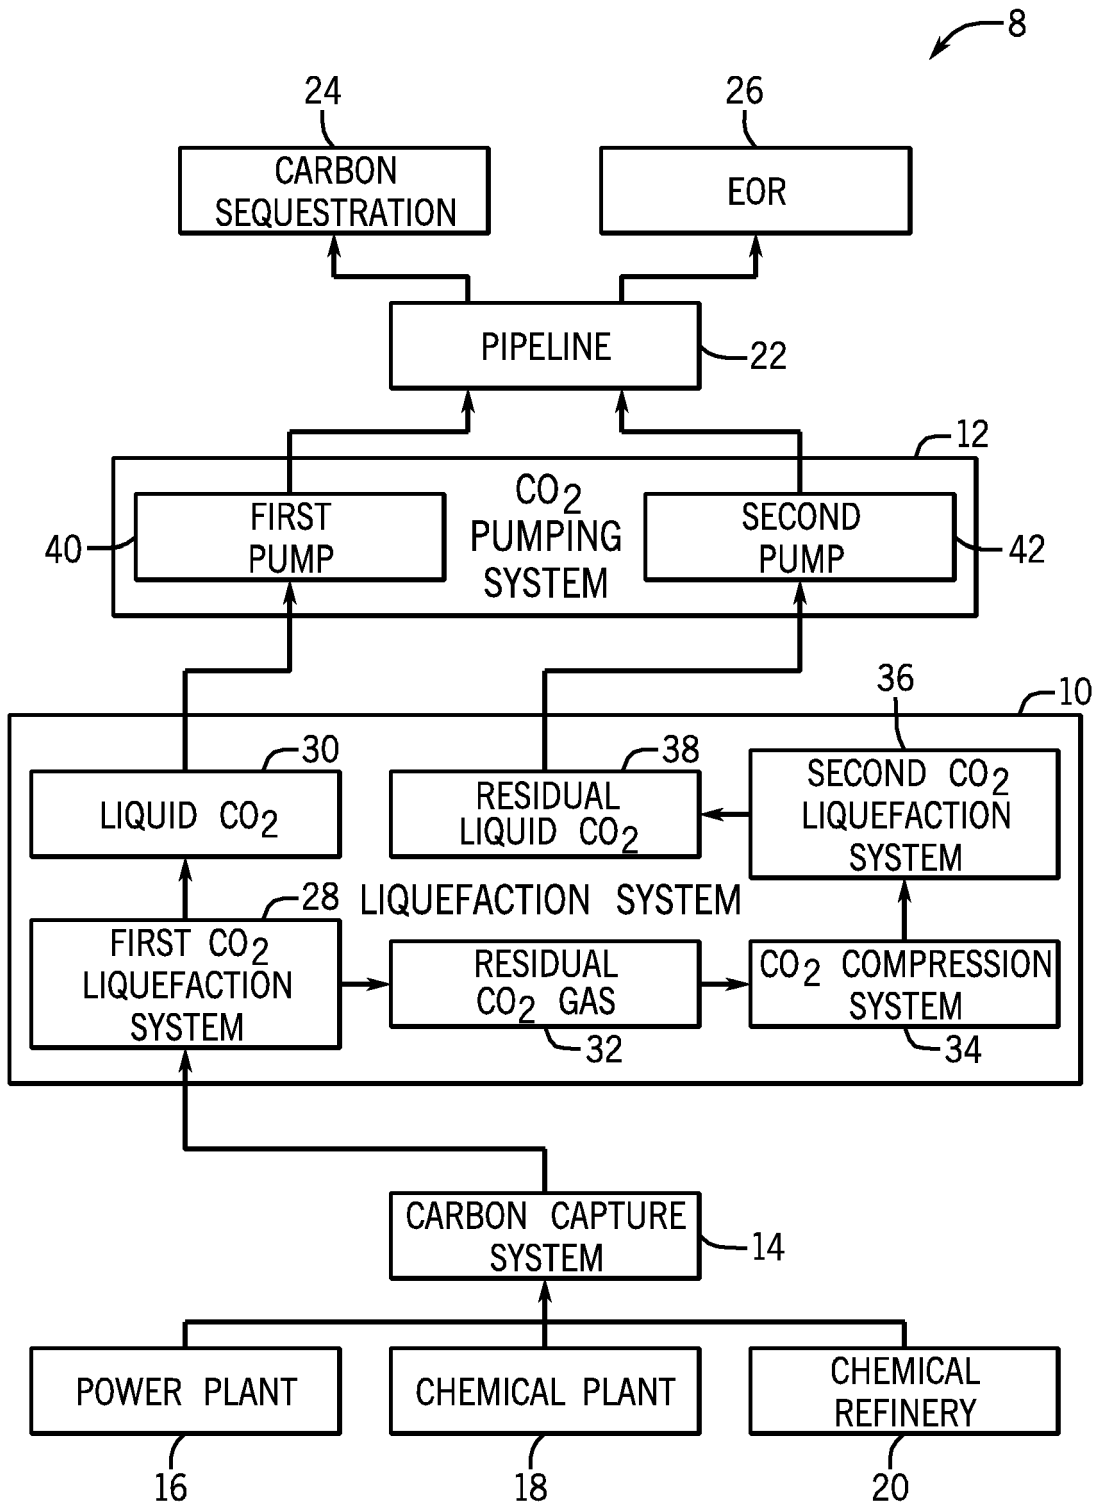 8
24
26
CARBON
SEQUESTRATION
EOR
PIPELINE
22
12
FIRST
PUMP
CO2
PUMPING
SYSTEM
SECOND
PUMP
40
42
36
10
30
38
LIQUID CO2
RESIDUAL
LIQUID CO2
SECOND CO2
LIQUEFACTION
SYSTEM
28
LIQUEFACTION SYSTEM
FIRST CO2
LIQUEFACTION
SYSTEM
RESIDUAL
CO2 GAS
CO2 COMPRESSION
SYSTEM
32
34
CARBON CAPTURE
SYSTEM
14
POWER PLANT
CHEMICAL PLANT
CHEMICAL
REFINERY
16
18
20